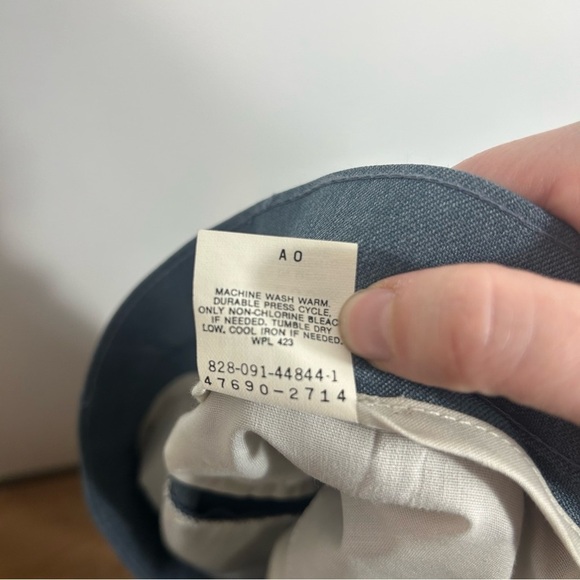 A O
MACHINE WASH WARM,
DURABLE PRESS CYCLE.
ONLY NON-CHLORINE BLEAC
IF NEEDED. TUMBLE DRY
LOW, COOL IRON IF NEEDED.
WPL 423
828-091-44844-1
47690-2714